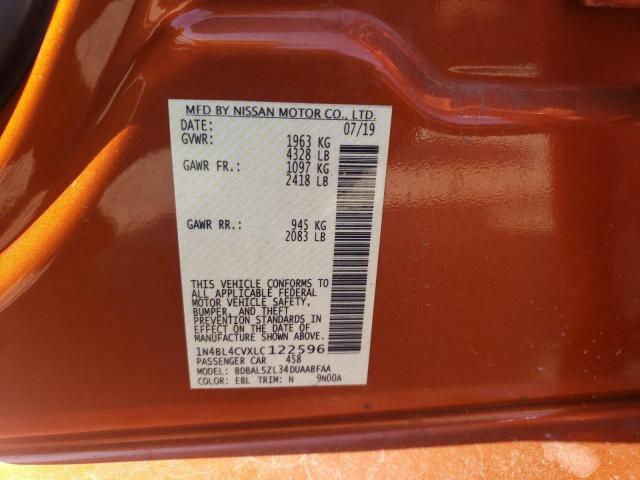 MFD BY NISSAN MOTOR CO., LTD.
DATE: 07/19
GVWR: 1963 KG
4328 LB
GAWR FR.: 1097 KG
2418 LB
GAWR RR.: 945 KG
2083 LB
THIS VEHICLE CONFORMS TO
ALL APPLICABLE FEDERAL
MOTOR VEHICLE SAFETY,
BUMPER, AND THEFT
PREVENTION STANDARDS
IN EFFECT ON THE DATE OF
MANUFACTURE SHOWN ABOVE.
1N4BL4CVXLC122596
PASSENGER CAR 458
MODEL: BDBALSZL34DUAABFAA
COLOR: EBL TRIM: N 9N00A